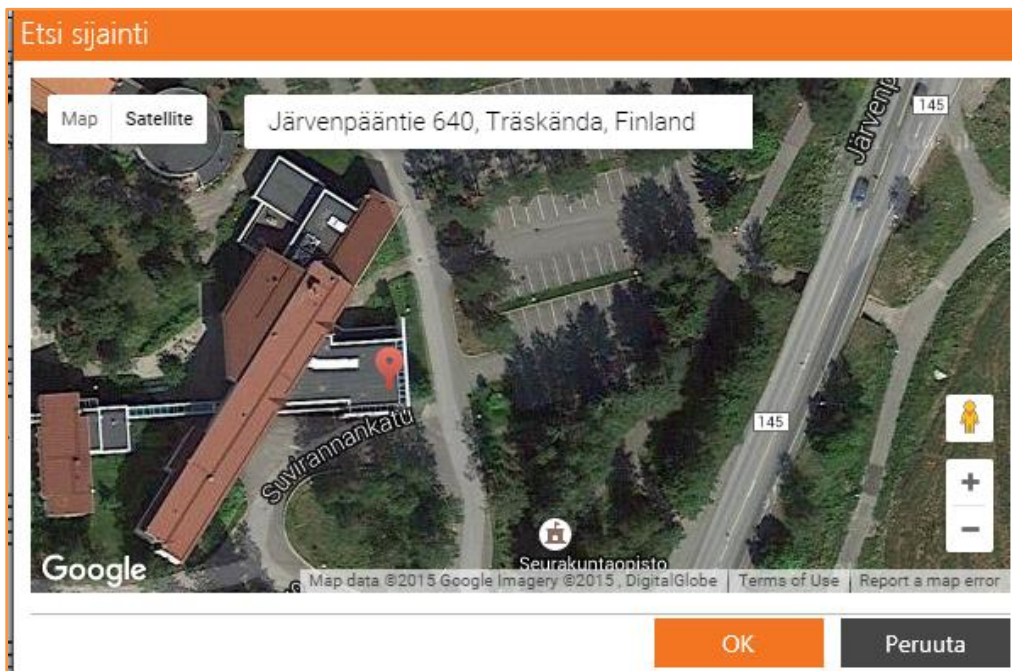 Etsi sijainti
Map Satellite
Järvenpääntie 640, Träskända, Finland
145
Järvenp
145
Suvirannankatu
Seurakuntaopisto
Google
Map data ©2015 Google Imagery ©2015 , DigitalGlobe Terms of Use Report a map error
OK
Peruuta